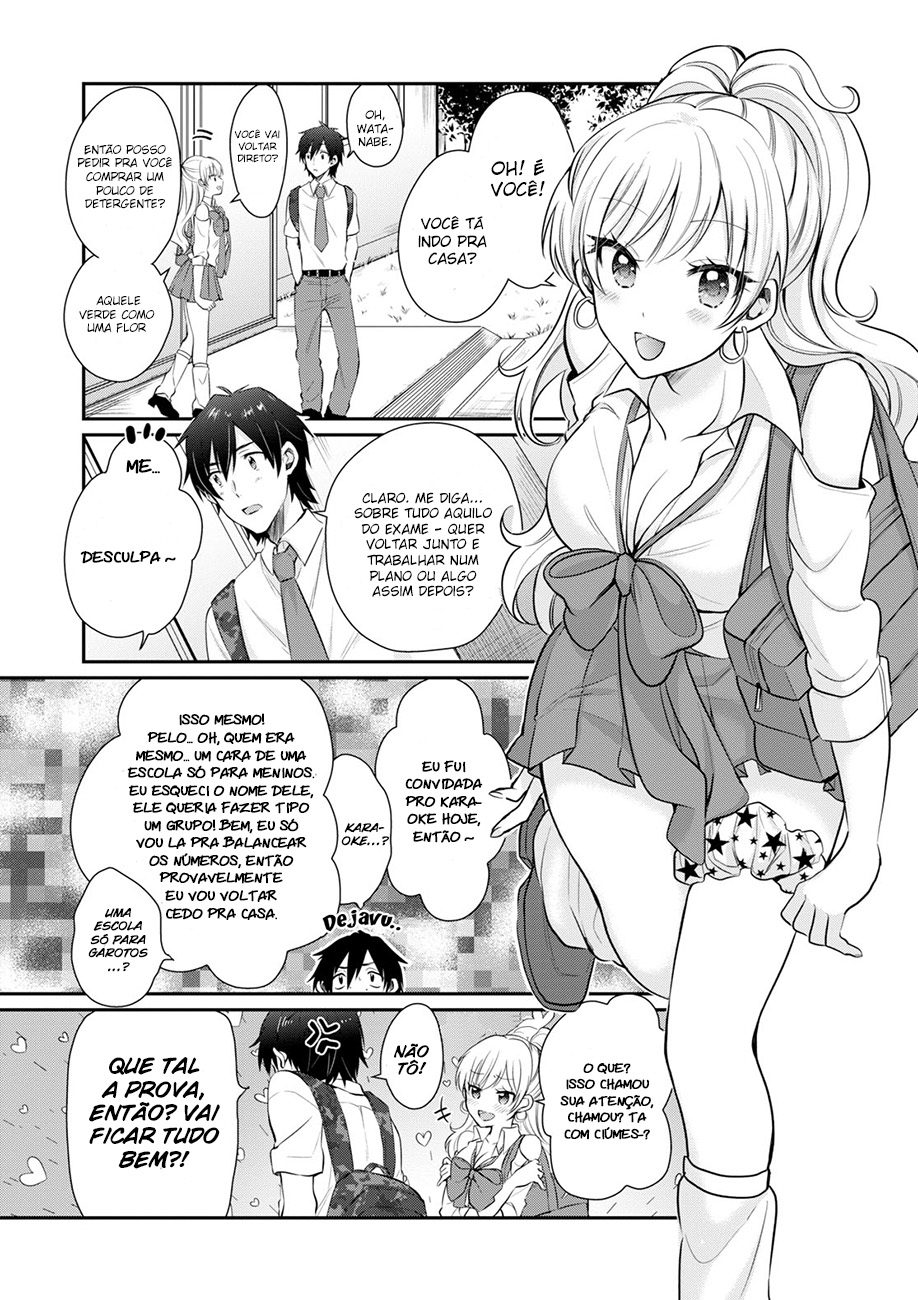 OH! É
VOCÊ!
VOCÊ TÁ
INDO PRA
CASA?
OH,
WATA-
NABE.
VOCÊ VAI
VOLTAR
DIRETO?
ENTÃO POSSO
PEDIR PRA VOCÊ
COMPRAR UM
POUCO DE
DETERGENTE?
AQUELE
VERDE COMO
UMA FLOR
CLARO. ME DIGA...
SOBRE TUDO AQUILO
DO EXAME - QUER
VOLTAR JUNTO E
TRABALHAR NUM
PLANO OU ALGO
ASSIM DEPOIS?
ME...
DESCULPA ~
EU FUI
CONVIDADA
PRO KARA-
OKE HOJE,
ENTÃO ~
KARA-
OKE...?
ISSO MESMO!
PELO... OH, QUEM ERA
MESMO... UM CARA DE UMA
ESCOLA SÓ PARA MENINOS.
EU ESQUECI O NOME DELE,
ELE QUERIA FAZER TIPO
UM GRUPO! BEM, EU SÓ
VOU LA PRA BALANCEAR
OS NÚMEROS, ENTÃO
PROVAVELMENTE
EU VOU VOLTAR
CEDO PRA CASA.
UMA
ESCOLA
SÓ PARA
GAROTOS
...?
Dejavu..
O QUE?
ISSO CHAMOU
SUA ATENÇÃO,
CHAMOU? TA
COM CIÚMES~?
NÃO
TÔ!
QUE TAL
A PROVA,
ENTÃO? VAI
FICAR TUDO
BEM?!